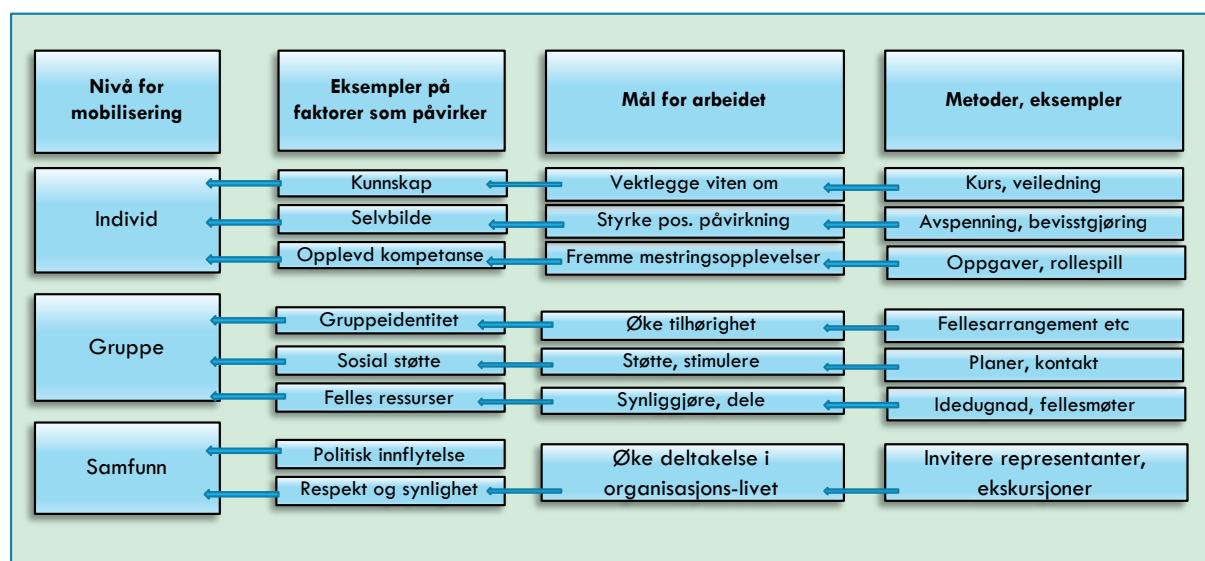 Nivå for
mobilisering
Eksempler på
faktorer som påvirker
Mål for arbeidet
Metoder, eksempler
Individ
Kunnskap
Vektlegge viten om
Kurs, veiledning
Selvbilde
Styrke pos. påvirkning
Avspenning, bevisstgjøring
Opplevd kompetanse
Fremme mestringsopplevelser
Oppgaver, rollespill
Gruppe
Gruppeidentitet
Øke tilhørighet
Fellesarrangement etc
Sosial støtte
Støtte, stimulere
Planer, kontakt
Felles ressurser
Synliggjøre, dele
Idedugnad, fellesmøter
Samfunn
Politisk innflytelse
Respekt og synlighet
Øke deltakelse i
organisasjons-livet
Invitere representanter,
ekskursjoner